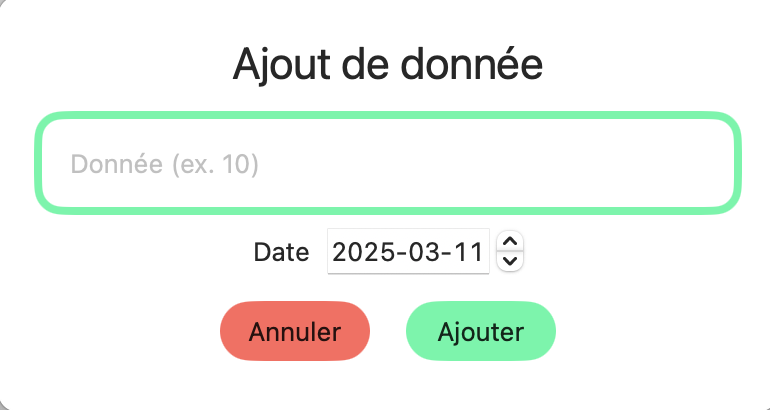 Ajout de donnée
Donnée (ex. 10)
Date 2025-03-11
Annuler Ajouter